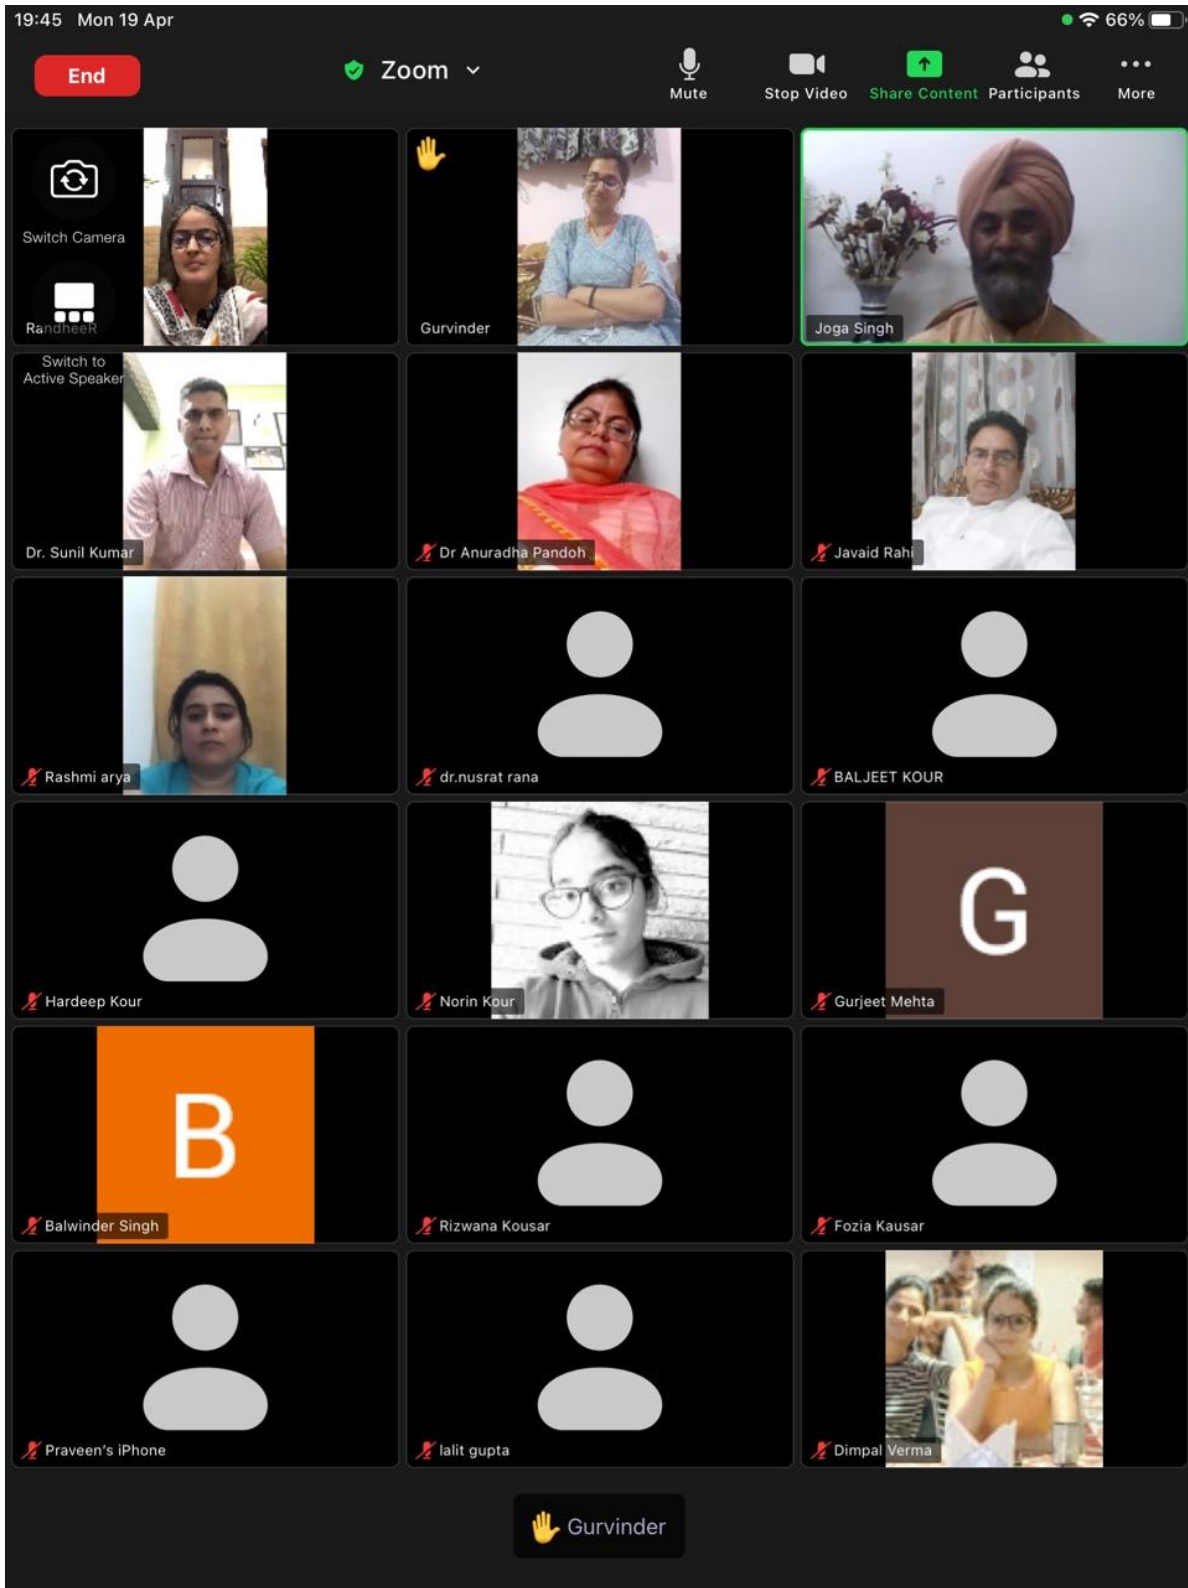 19:45 Mon 19 Apr
66%
End
Zoom
Mute
Stop Video
Share Content
Participants
More
Switch Camera
RandheeR
Gurvinder
Joga Singh
Switch to
Active Speaker
Dr. Sunil Kumar
Dr Anuradha Pandoh
Javaid Rahi
Rashmi arya
dr.nusrat rana
BALJEET KOUR
Hardeep Kour
Norin Kour
G
Gurjeet Mehta
B
Balwinder Singh
Rizwana Kousar
Fozia Kausar
Praveen's iPhone
lalit gupta
Dimpal Verma
Gurvinder